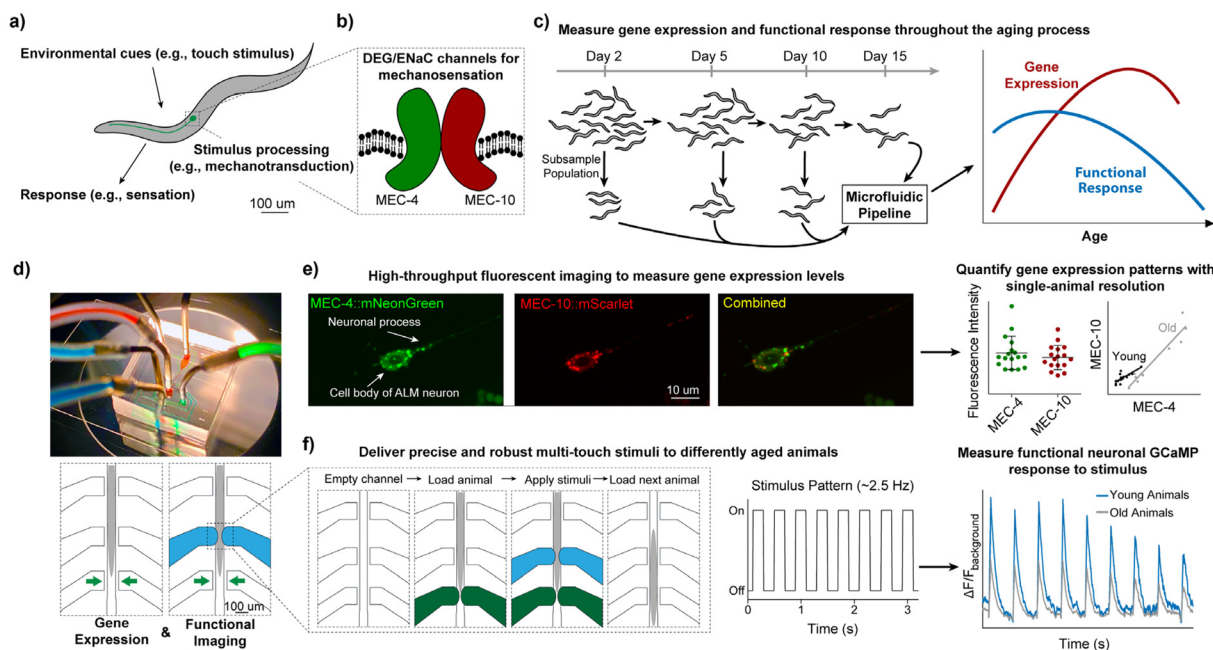 a)
Environmental cues (e.g., touch stimulus)
Stimulus processing
(e.g., mechanotransduction)
Response (e.g., sensation)
100 um
b)
DEG/ENaC channels for
mechanosensation
MEC-4
MEC-10
c)
Measure gene expression and functional response throughout the aging process
Day 2
Day 5
Day 10
Day 15
Subsample
Population
Microfluidic
Pipeline
Gene
Expression
Functional
Response
Age
d)
100 um
Gene
Expression
&
Functional
Imaging
e)
High-throughput fluorescent imaging to measure gene expression levels
MEC-4::mNeonGreen
Neuronal process
Cell body of ALM neuron
MEC-10::mScarlet
10 um
Combined
Quantify gene expression patterns with
single-animal resolution
Fluorescence Intensity
MEC-4
MEC-10
MEC-10
Young
Old
MEC-4
f)
Deliver precise and robust multi-touch stimuli to differently aged animals
Empty channel
Load animal
Apply stimuli
Load next animal
Stimulus Pattern (~2.5 Hz)
On
Off
0
1
2
3
Time (s)
Measure functional neuronal GCaMP
response to stimulus
Young Animals
Old Animals
ΔF/Fbackground
Time (s)